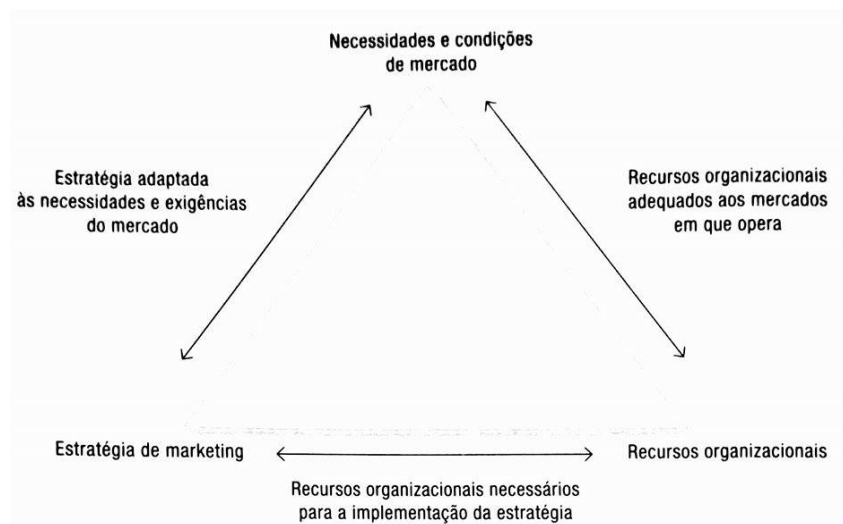 Necessidades e condições
de mercado
Estratégia adaptada
às necessidades e exigências
do mercado
Recursos organizacionais
adequados aos mercados
em que opera
Estratégia de marketing
Recursos organizacionais
Recursos organizacionais necessários
para a implementação da estratégia